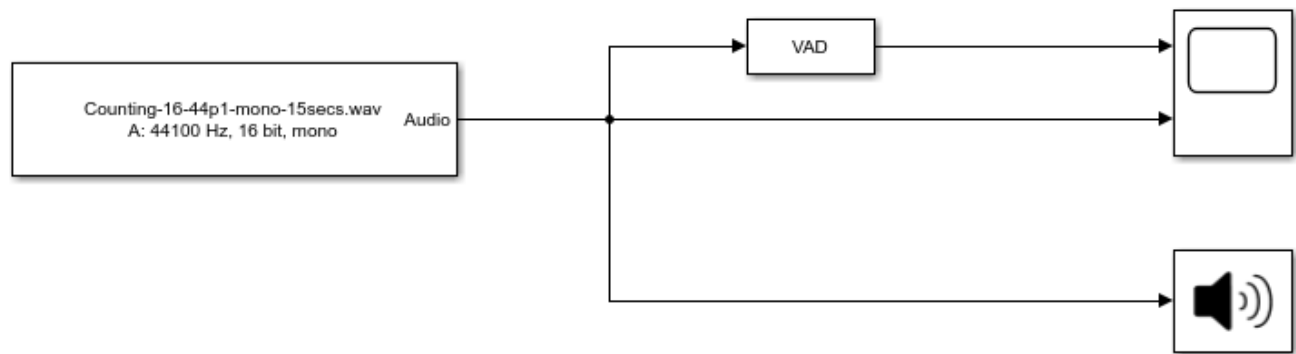 Counting-16-44p1-mono-15secs.wav
A: 44100 Hz, 16 bit, mono
Audio
VAD